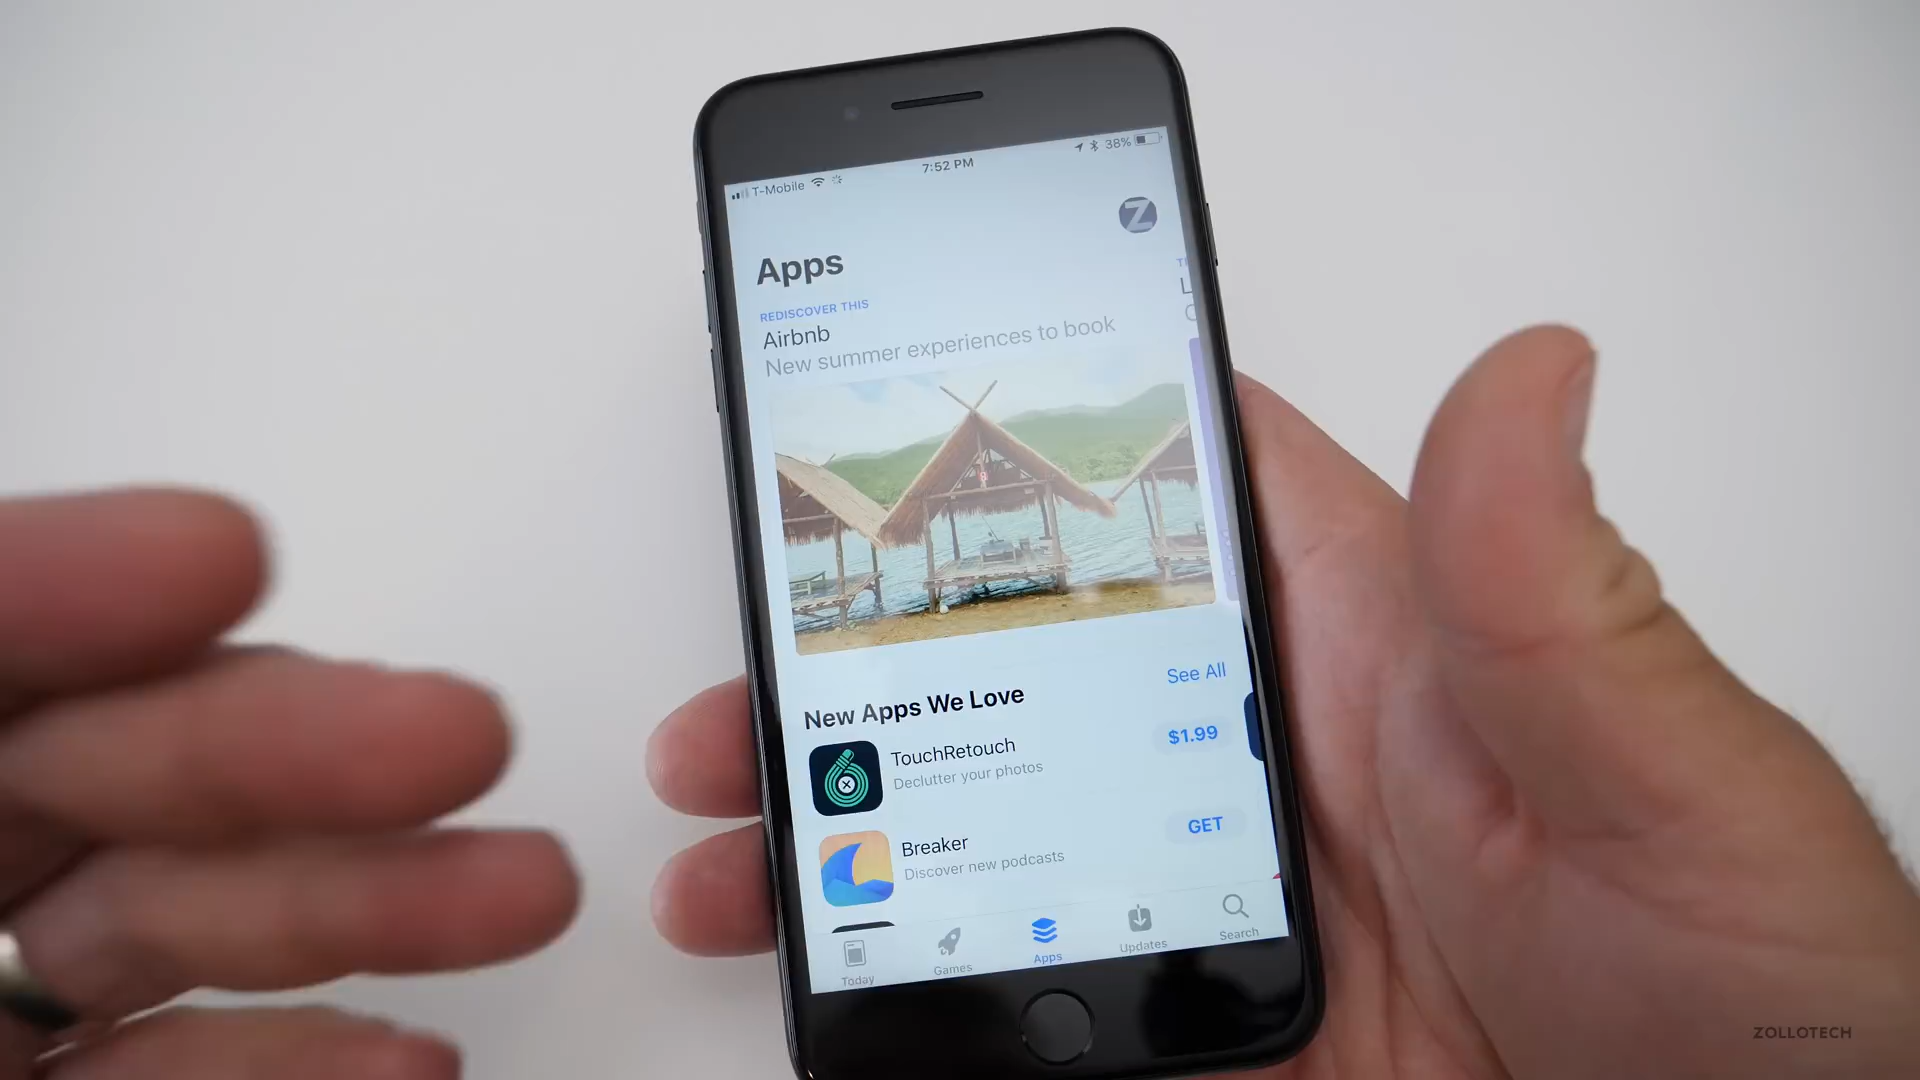 T-Mobile 7:52 PM 38%
Z
Apps
REDISCOVER THIS
Airbnb
New summer experiences to book
New Apps We Love
See All
TouchRetouch
Declutter your photos
$1.99
Breaker
Discover new podcasts
GET
Today
Games
Apps
Updates
Search
ZOLLOTECH